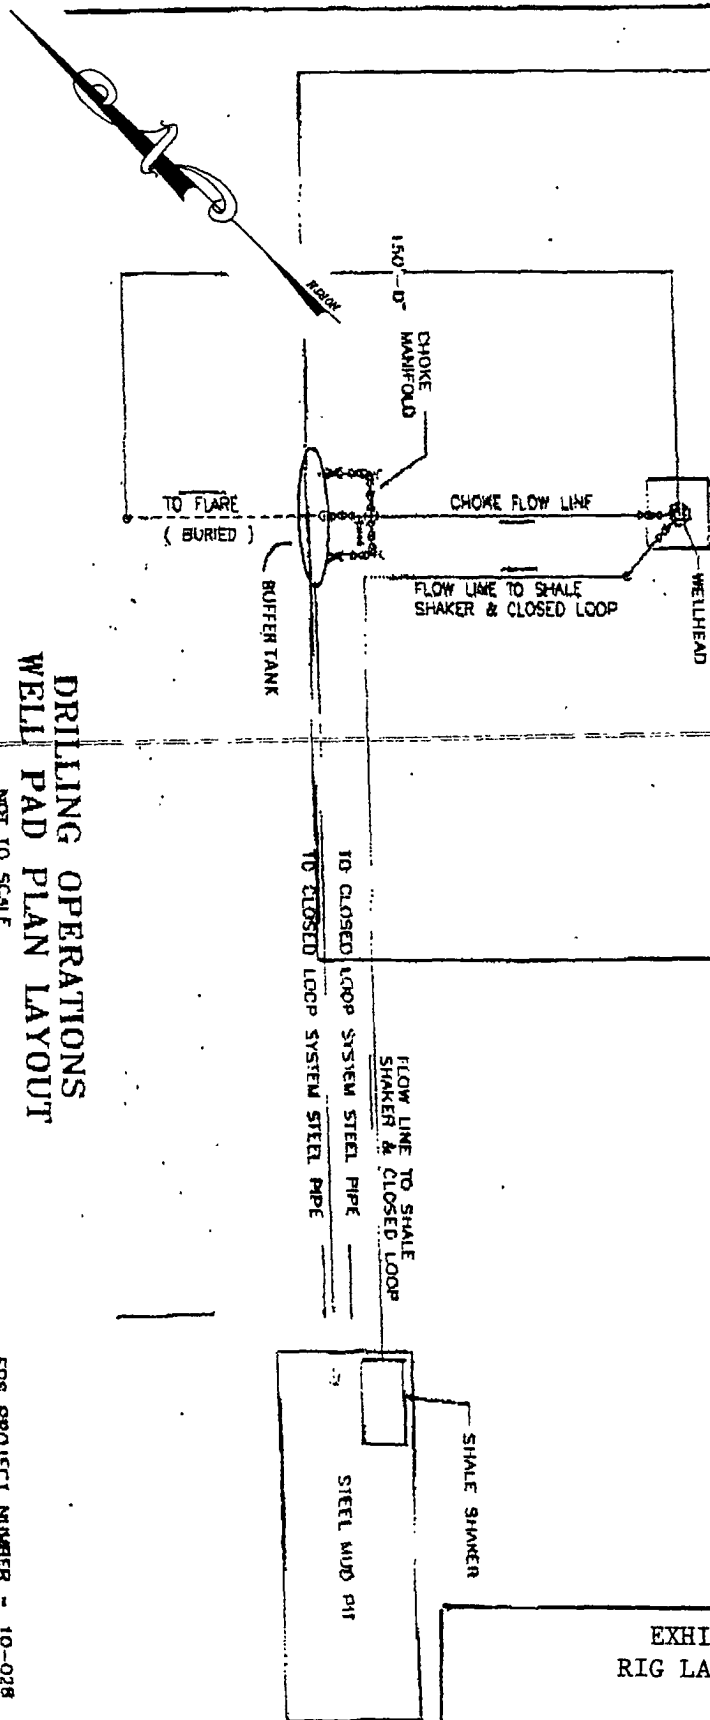 150'-0"
CHOKE
MANIFOLD
TO FLARE
( BURIED )
CHOKE FLOW LINE
FLOW LINE TO SHALE
SHAKER & CLOSED LOOP
WELLHEAD
BUFFER TANK
TO CLOSED LOOP SYSTEM STEEL PIPE
TO CLOSED LOOP SYSTEM STEEL PIPE
FLOW LINE TO SHALE
SHAKER & CLOSED LOOP
SHALE SHAKER
STEEL MUD PIT
DRILLING OPERATIONS
WELL PAD PLAN LAYOUT
NOT TO SCALE
PROJECT NUMBER - 10-028
EXHI
RIG LA